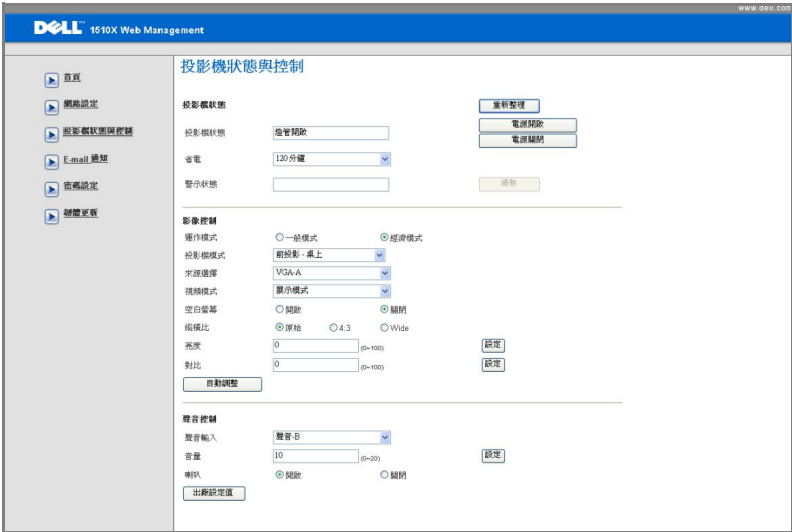 www.dell.com
DELL™ 1510X Web Management
首頁
網路設定
投影機狀態與控制
E-mail 通知
密碼設定
韌體更新
投影機狀態與控制
投影機狀態
重新整理
電源開啟
投影機狀態
燈管開啟
電源關閉
省電
120分鐘
警示狀態
清除
影像控制
運作模式
一般模式
經濟模式
投影機模式
前投影 - 桌上
來源選擇
VGA-A
視頻模式
展示模式
空白螢幕
開啟
關閉
縱橫比
原始
4:3
Wide
亮度
0
(0~100)
設定
對比
0
(0~100)
設定
自動調整
聲音控制
聲音輸入
聲音-B
音量
10
(0~20)
設定
喇叭
開啟
關閉
出廠設定值